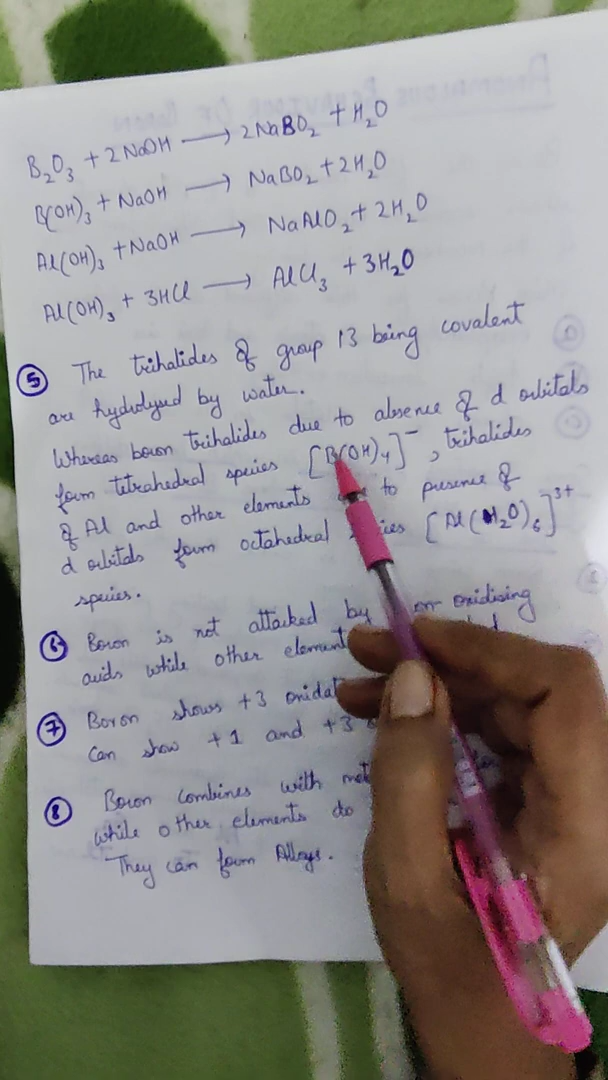 B₂O₃ + 2NaOH ⟶ 2NaBO₂ + H₂O
B(OH)₃ + NaOH ⟶ NaBO₂ + 2H₂O
Al(OH)₃ + NaOH ⟶ NaAlO₂ + 2H₂O
Al(OH)₃ + 3HCl ⟶ AlCl₃ + 3H₂O
⑤ The trihalides of group 13 being covalent
are hydrolysed by water.
Whereas boron trihalides due to absence of d orbitals
form tetrahedral species [B(OH)₄]⁻, trihalides
of Al and other elements to presence of
d orbitals form octahedral [Al(H₂O)₆]³⁺
species.
⑥ Boron is not attacked by non oxidising
acids while other
⑦ Boron shows +3
can show +1 and +3
⑧ Boron combines with
while other elements do
They can form Alloys.